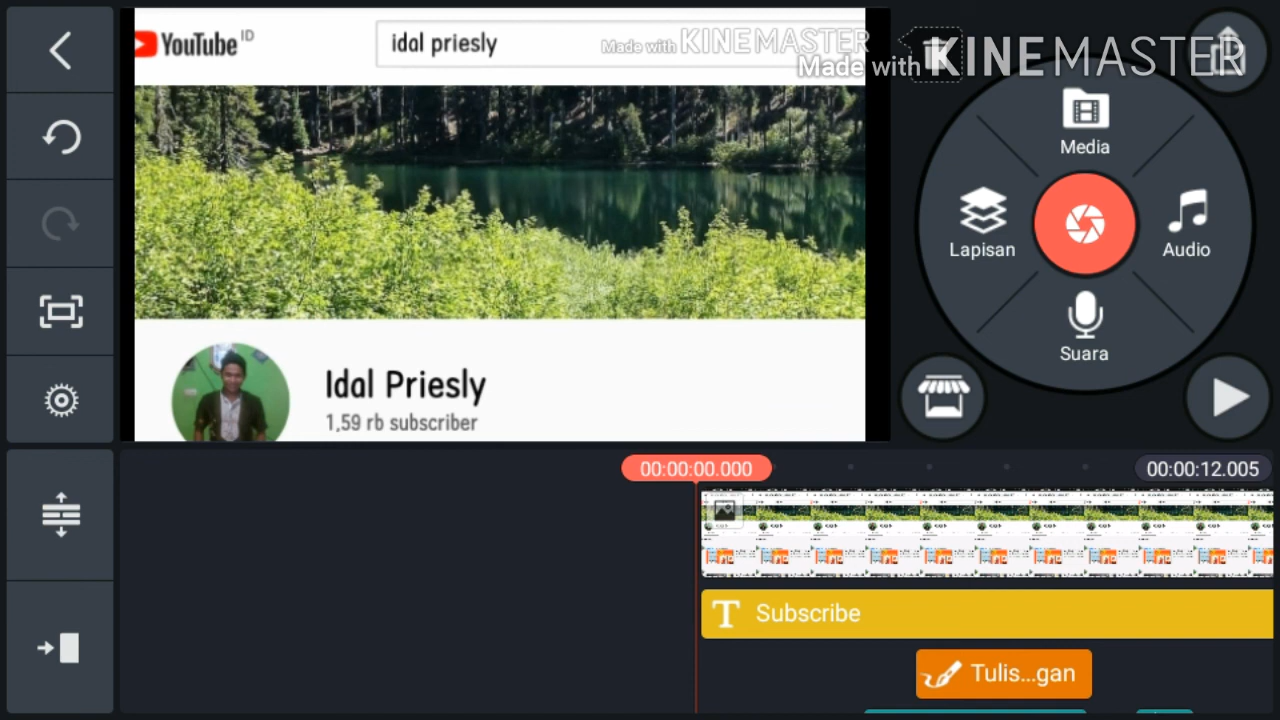 YouTube ID
idal priesly
Made with KINEMASTER
Made with KINEMASTER
Media
Lapisan
Audio
Suara
Idal Priesly
1,59 rb subscriber
00:00:00.000
00:00:12.005
Subscribe
Tulis...gan